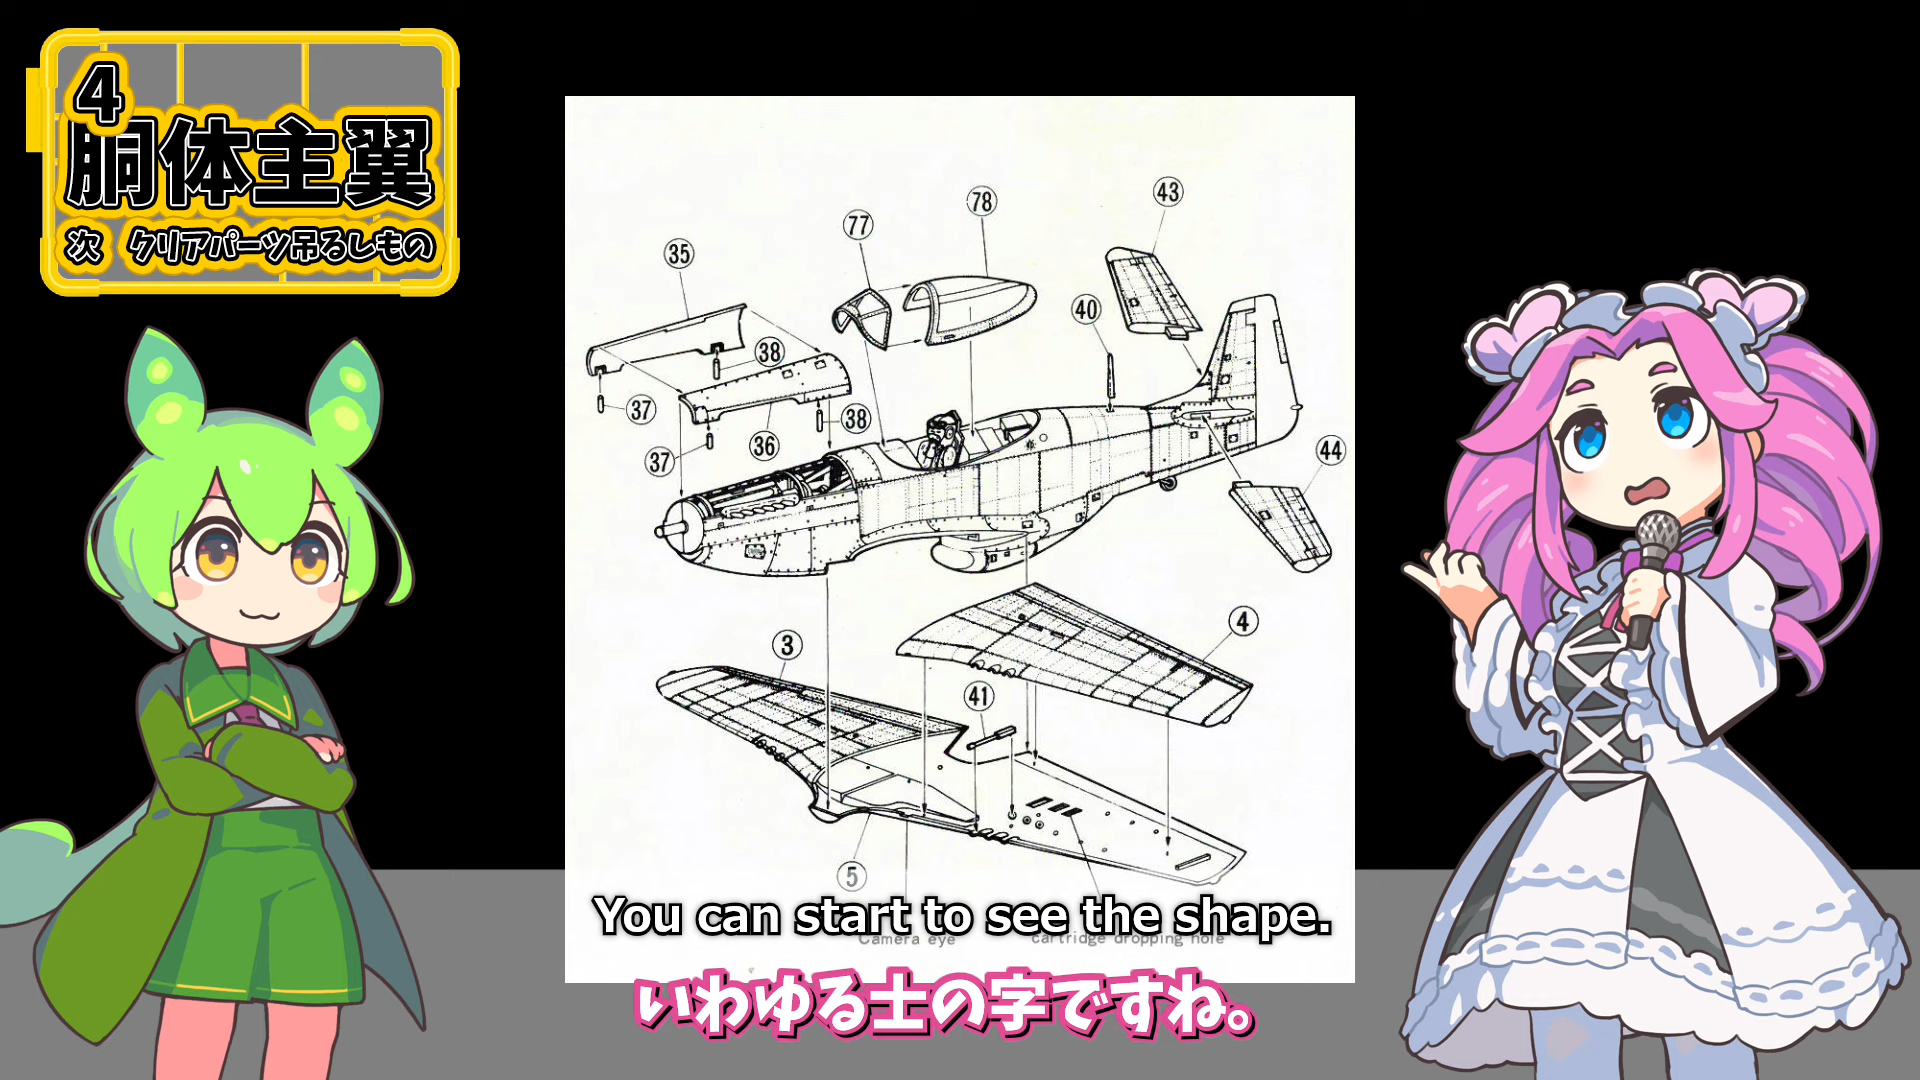 4
胴体主翼
次 クリアパーツ吊るしもの
43
78
77
35
40
38
37
38
36
37
44
4
3
41
5
You can start to see the shape.
Camera eye
cartridge dropping hole
いわゆる士の字ですね。